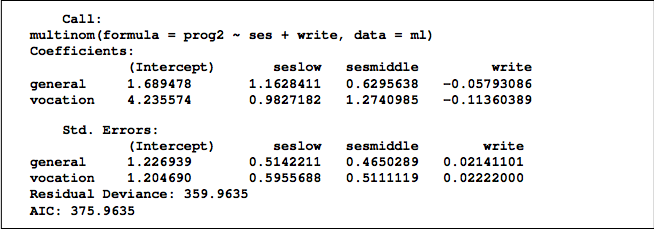 Call:
multinom(formula = prog2 ~ ses + write, data = ml)
Coefficients:
(Intercept) seslow sesmiddle write
general 1.689478 1.1628411 0.6295638 −0.05793086
vocation 4.235574 0.9827182 1.2740985 −0.11360389
Std. Errors:
(Intercept) seslow sesmiddle write
general 1.226939 0.5142211 0.4650289 0.02141101
vocation 1.204690 0.5955688 0.5111119 0.02222000
Residual Deviance: 359.9635
AIC: 375.9635